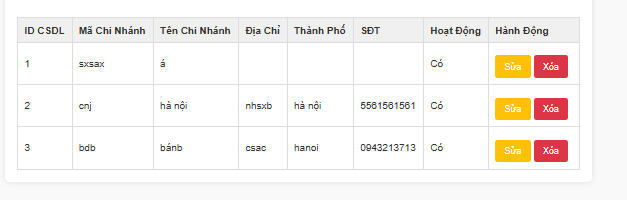 ID CSDL Mã Chi Nhánh Tên Chi Nhánh Địa Chỉ Thành Phố SĐT Hoạt Động Hành Động
1 sxsax á Có Sửa Xóa
2 cnj hà nội nhsxb hà nội 5561561561 Có Sửa Xóa
3 bdb bánb csac hanoi 0943213713 Có Sửa Xóa